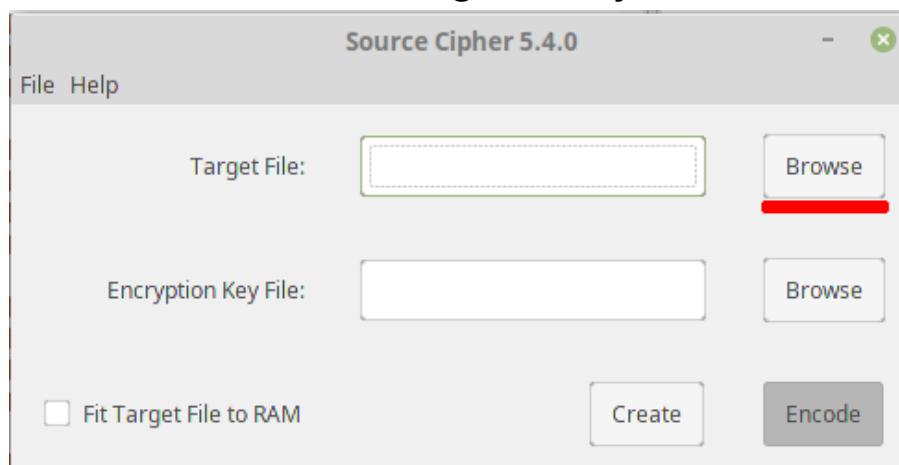 Source Cipher 5.4.0
File Help
Target File: Browse
Encryption Key File: Browse
Fit Target File to RAM Create Encode